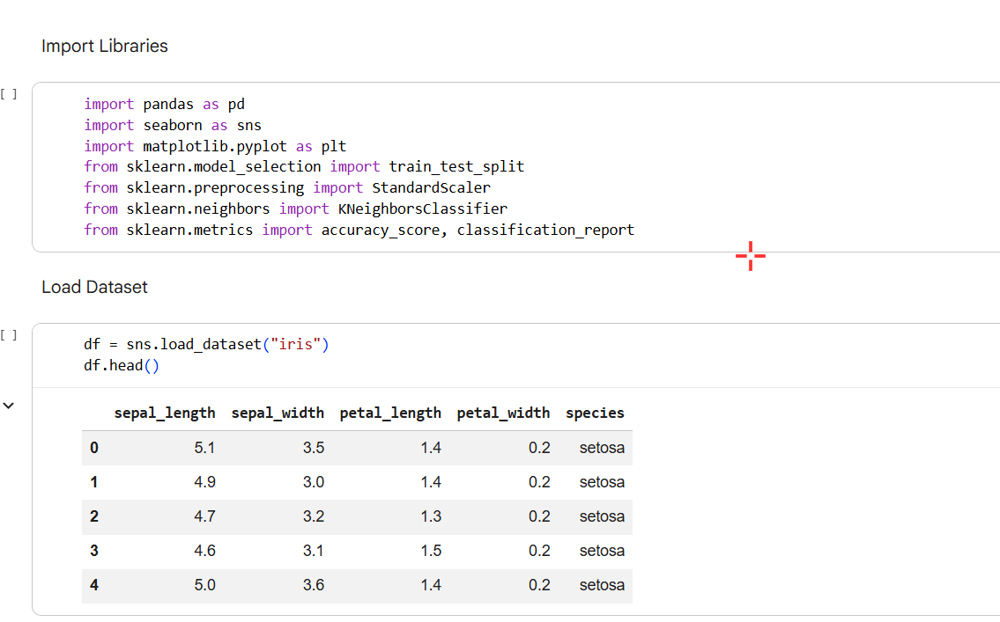 Import Libraries
[ ]
import pandas as pd
import seaborn as sns
import matplotlib.pyplot as plt
from sklearn.model_selection import train_test_split
from sklearn.preprocessing import StandardScaler
from sklearn.neighbors import KNeighborsClassifier
from sklearn.metrics import accuracy_score, classification_report
Load Dataset
[ ]
df = sns.load_dataset("iris")
df.head()
sepal_length sepal_width petal_length petal_width species
0 5.1 3.5 1.4 0.2 setosa
1 4.9 3.0 1.4 0.2 setosa
2 4.7 3.2 1.3 0.2 setosa
3 4.6 3.1 1.5 0.2 setosa
4 5.0 3.6 1.4 0.2 setosa